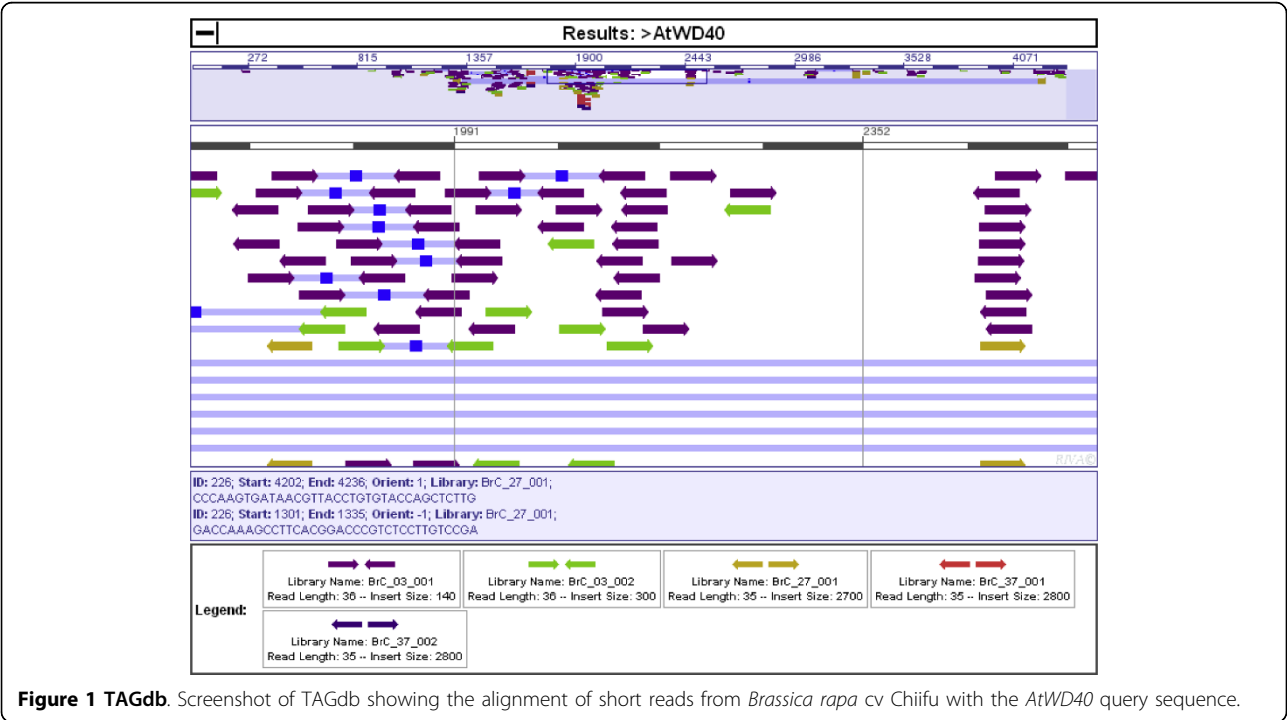 Results: >AtWD40
272 815 1357 1900 2443 2986 3528 4071
1991 2352
RIVA©
ID: 226; Start: 4202; End: 4236; Orient: 1; Library: BrC_27_001;
CCCAAGTGATAACGTTACCTGTGTACCAGCTCTTG
ID: 226; Start: 1301; End: 1335; Orient: -1; Library: BrC_27_001;
GACCAAAGCCTTCACGGACCCGTCTCCTTGTCCGA
Legend:
Library Name: BrC_03_001
Read Length: 36 -- Insert Size: 140
Library Name: BrC_03_002
Read Length: 36 -- Insert Size: 300
Library Name: BrC_27_001
Read Length: 35 -- Insert Size: 2700
Library Name: BrC_37_001
Read Length: 35 -- Insert Size: 2800
Library Name: BrC_37_002
Read Length: 35 -- Insert Size: 2800
Figure 1 TAGdb. Screenshot of TAGdb showing the alignment of short reads from Brassica rapa cv Chiifu with the AtWD40 query sequence.